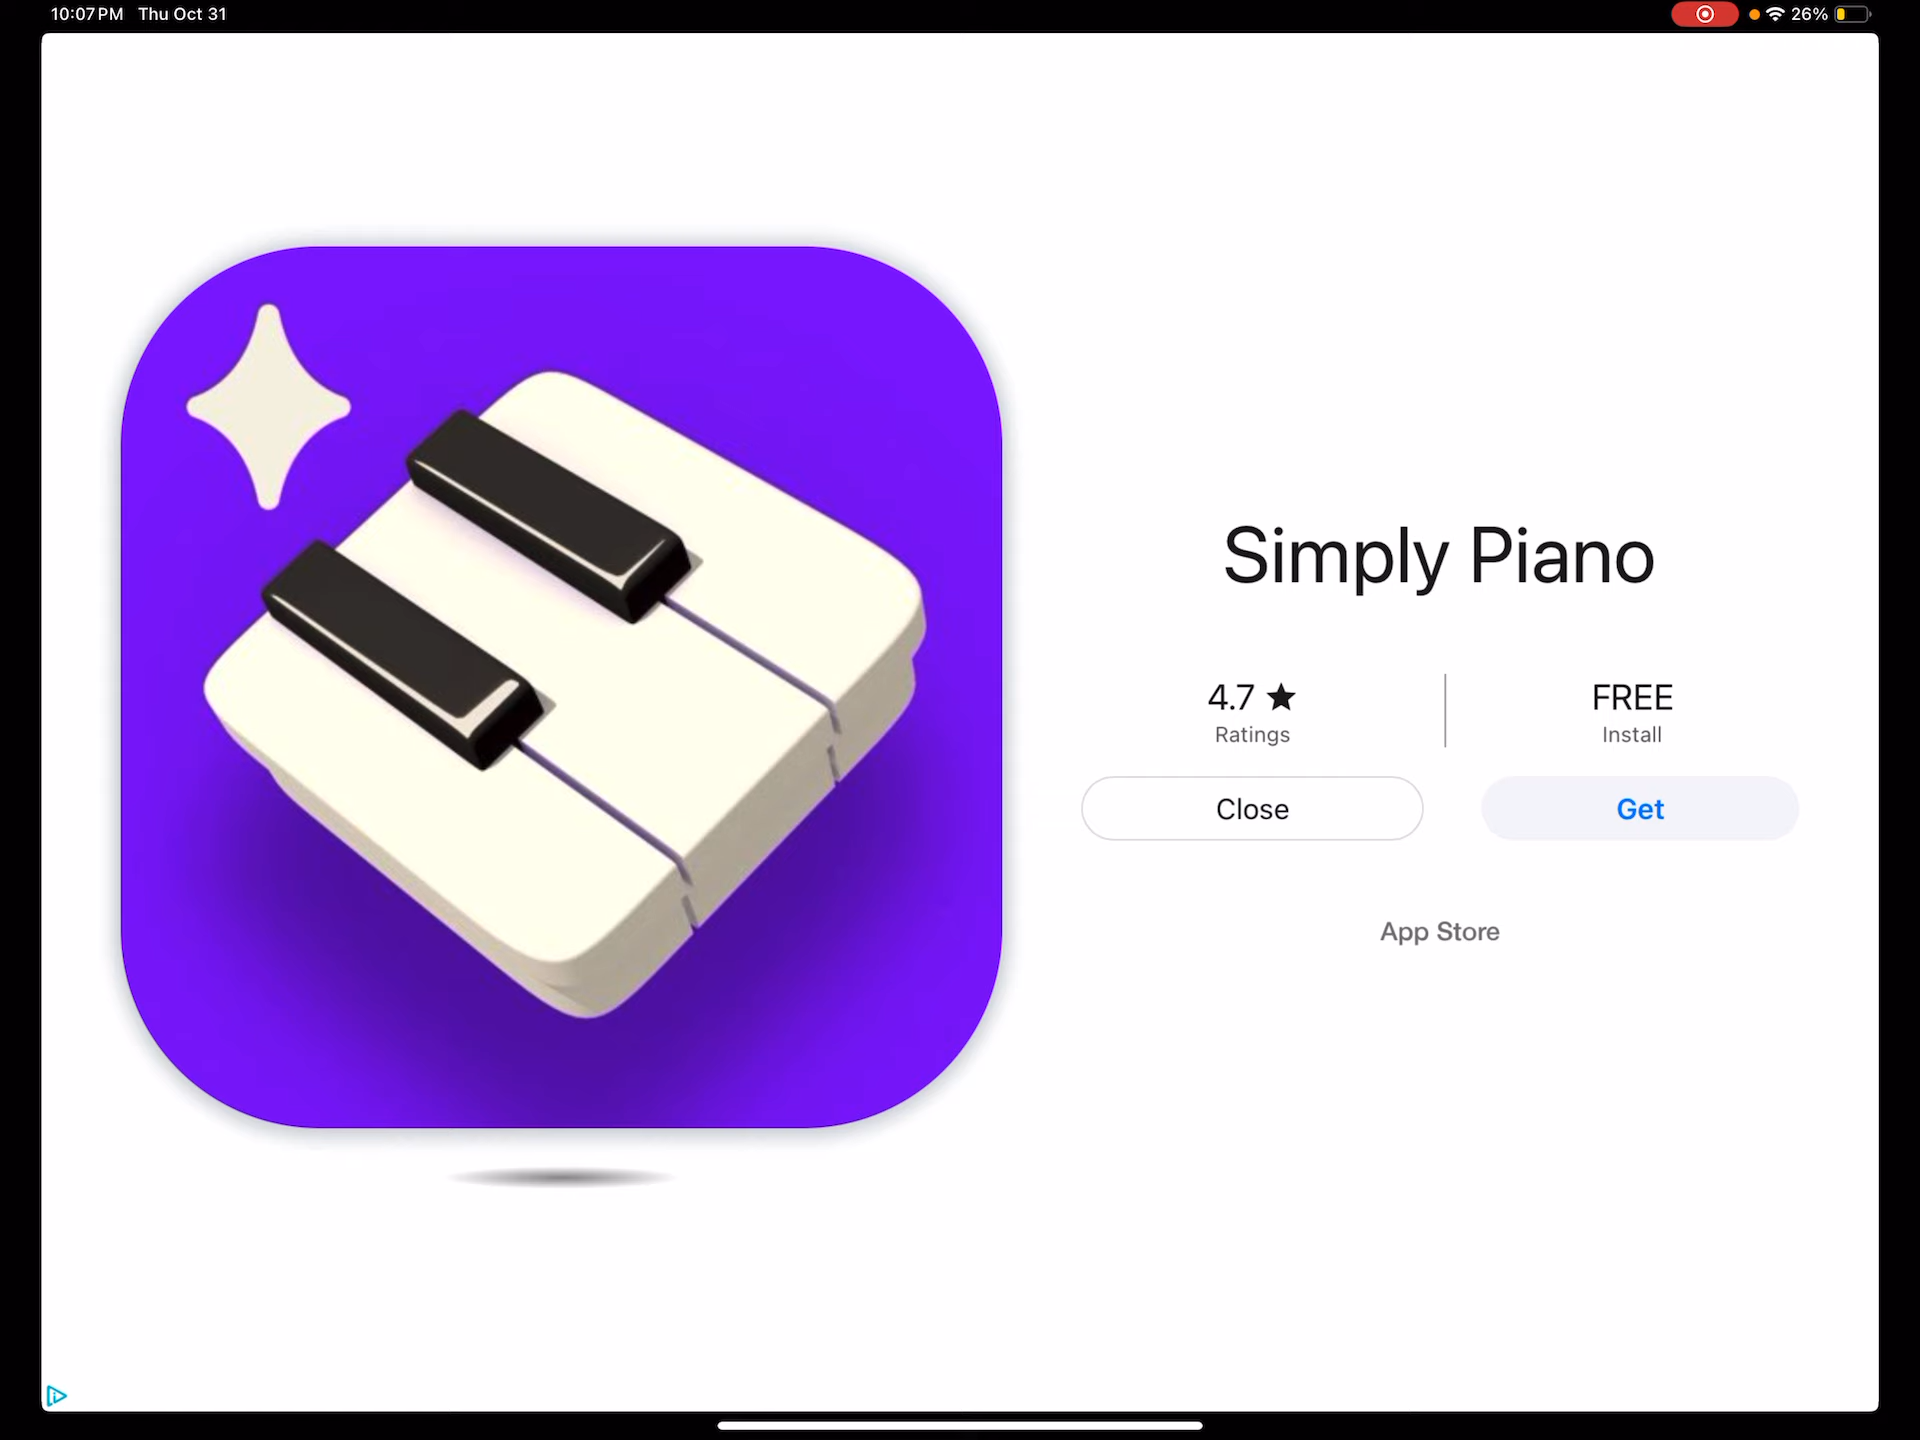 10:07 PM Thu Oct 31
26%
Simply Piano
4.7 ★
Ratings
FREE
Install
Close
Get
App Store